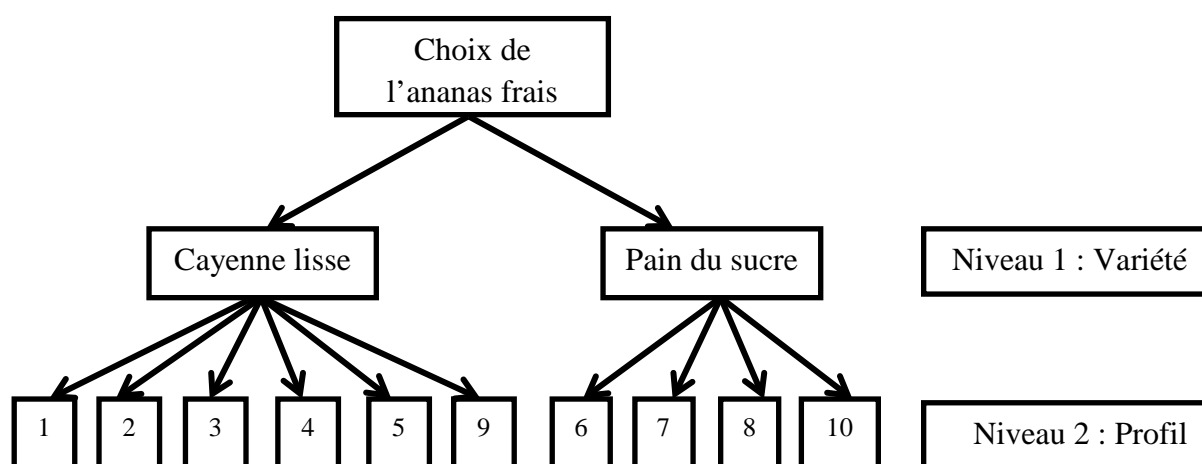 Choix de
l’ananas frais
Cayenne lisse
Pain du sucre
Niveau 1 : Variété
1
2
3
4
5
9
6
7
8
10
Niveau 2 : Profil